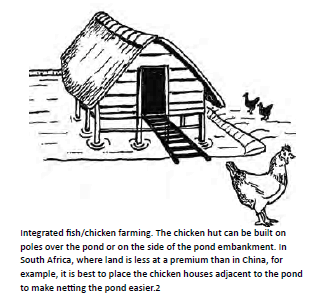 Integrated fish/chicken farming. The chicken hut can be built on
poles over the pond or on the side of the pond embankment. In
South Africa, where land is less at a premium than in China, for
example, it is best to place the chicken houses adjacent to the pond
to make netting the pond easier.2